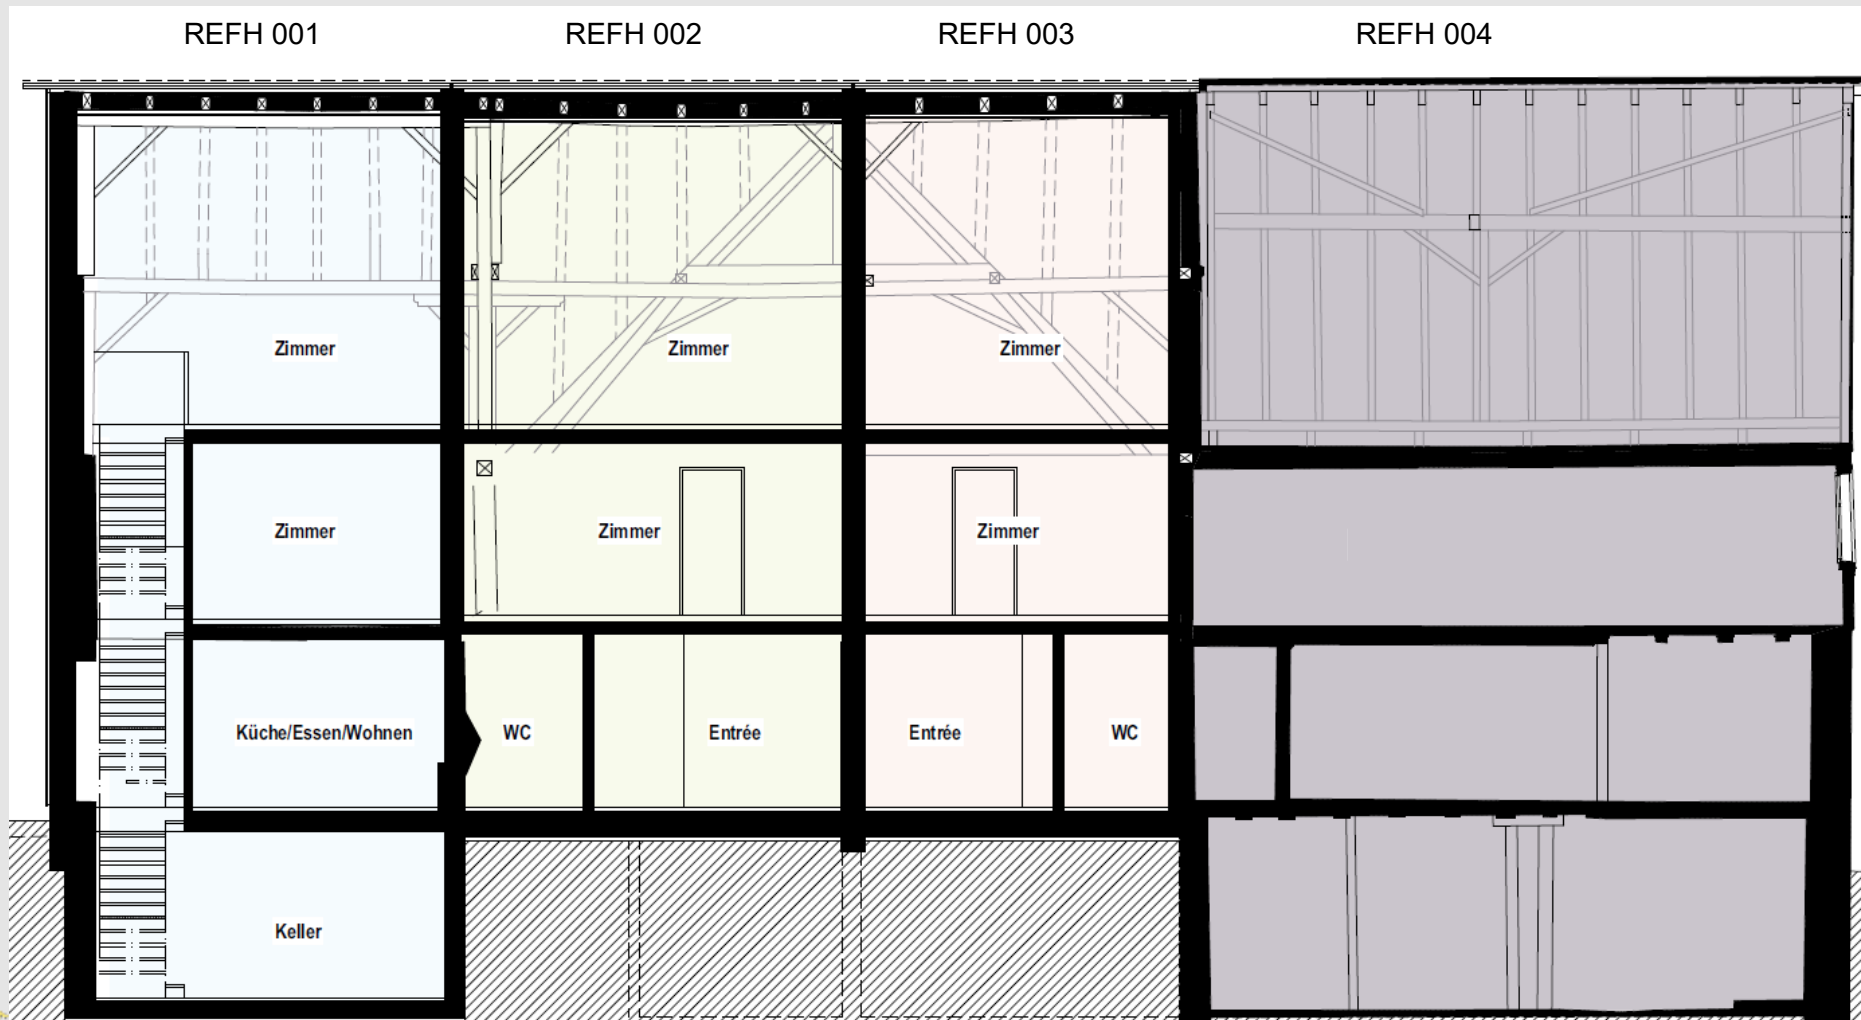 REFH 001 REFH 002 REFH 003 REFH 004
Zimmer Zimmer Zimmer
Zimmer Zimmer Zimmer
Küche/Essen/Wohnen WC Entrée Entrée WC
Keller